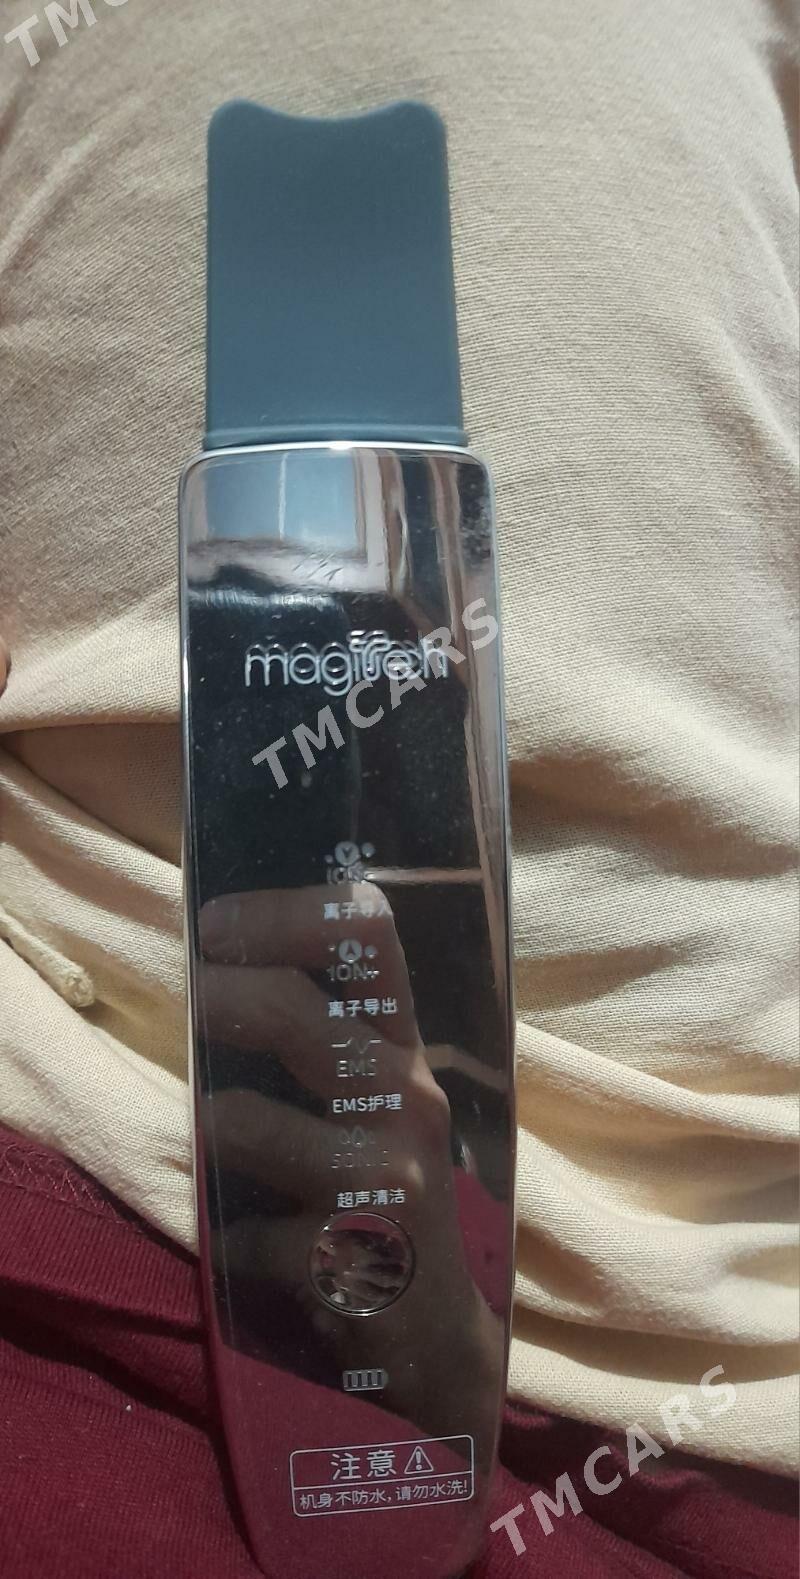 TMCARS
magitech
TMCARS
ION-
离子导入
ION+
离子导出
EMS
EMS护理
SONIC
超声清洁
注意
机身不防水，请勿水洗!
TMCARS